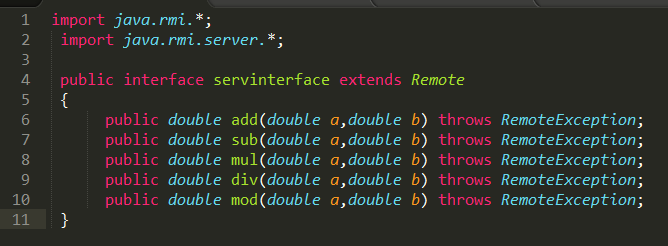 1 import java.rmi.*;
2 import java.rmi.server.*;
3
4 public interface servinterface extends Remote
5 {
6 public double add(double a,double b) throws RemoteException;
7 public double sub(double a,double b) throws RemoteException;
8 public double mul(double a,double b) throws RemoteException;
9 public double div(double a,double b) throws RemoteException;
10 public double mod(double a,double b) throws RemoteException;
11 }